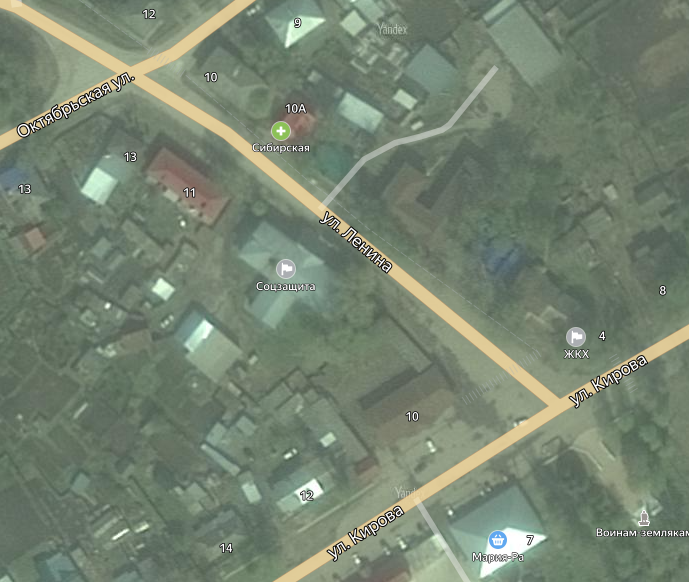 12
9
Yandex
10
Октябрьская ул.
10А
Сибирская
13
13
11
ул. Ленина
Соцзащита
8
4
ЖКХ
ул. Кирова
10
12
ул. Кирова
7
Воинам-землякам
Мария-Ра
14